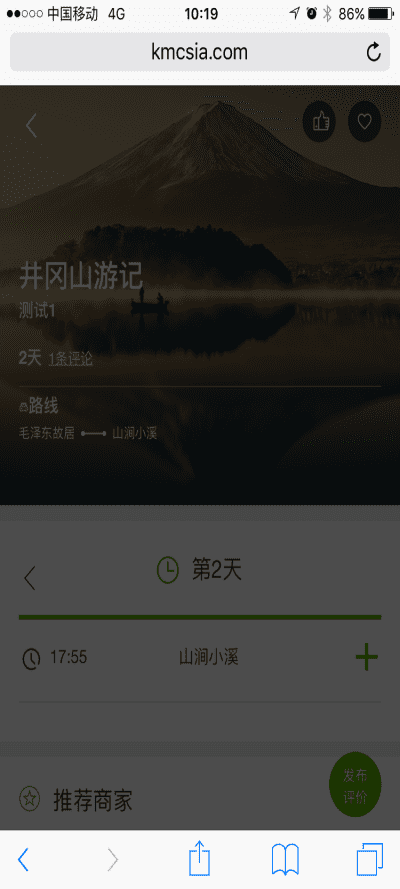 中国移动 4G 10:19 86%
kmcsia.com
井冈山游记
测试1
2天 1条评论
路线
毛泽东故居 山涧小溪
第2天
17:55 山涧小溪
推荐商家
发布
评价